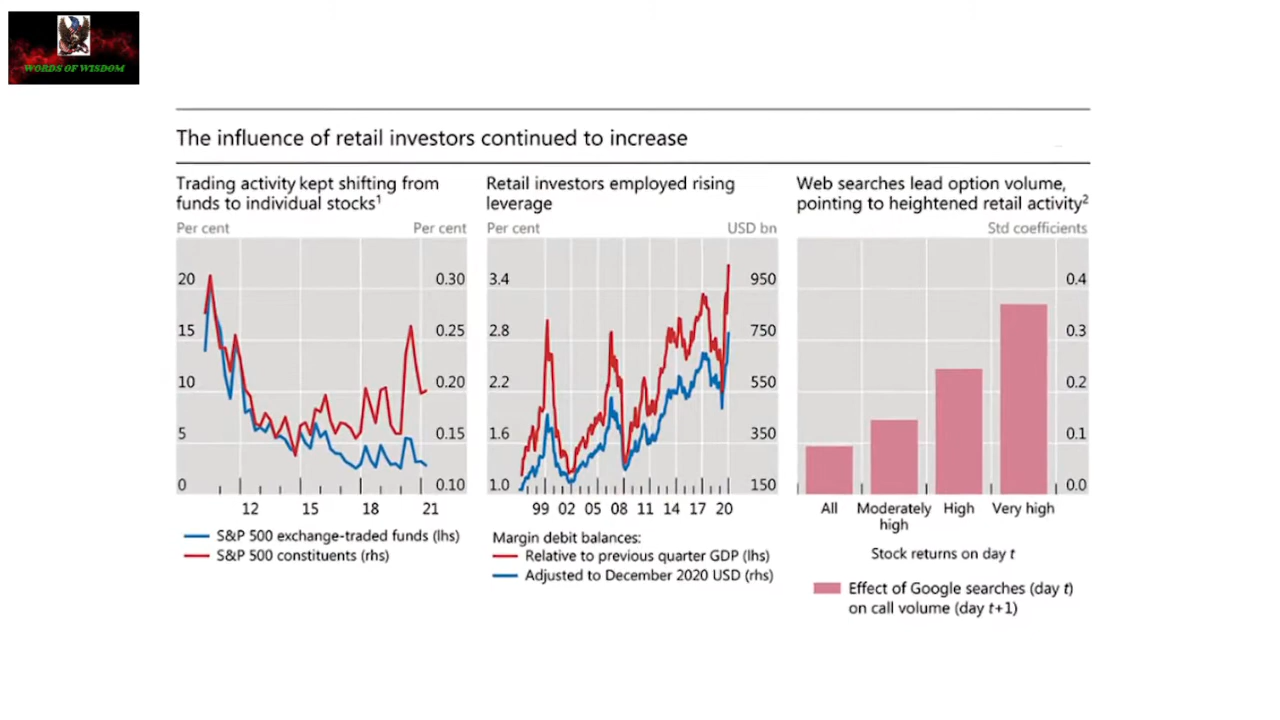 WORDS OF WISDOM
The influence of retail investors continued to increase
Trading activity kept shifting from
funds to individual stocks¹
Per cent Per cent
20 0.30
15 0.25
10 0.20
5 0.15
0 0.10
12 15 18 21
S&P 500 exchange-traded funds (lhs)
S&P 500 constituents (rhs)
Retail investors employed rising
leverage
Per cent USD bn
3.4 950
2.8 750
2.2 550
1.6 350
1.0 150
99 02 05 08 11 14 17 20
Margin debit balances:
Relative to previous quarter GDP (lhs)
Adjusted to December 2020 USD (rhs)
Web searches lead option volume,
pointing to heightened retail activity²
Std coefficients
0.4
0.3
0.2
0.1
0.0
All Moderately High Very high
high
Stock returns on day t
Effect of Google searches (day t)
on call volume (day t+1)